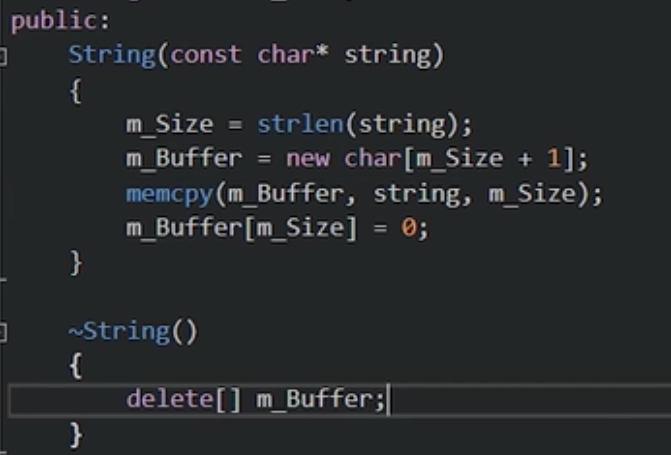 public:
String(const char* string)
{
m_Size = strlen(string);
m_Buffer = new char[m_Size + 1];
memcpy(m_Buffer, string, m_Size);
m_Buffer[m_Size] = 0;
}
~String()
{
delete[] m_Buffer;
}